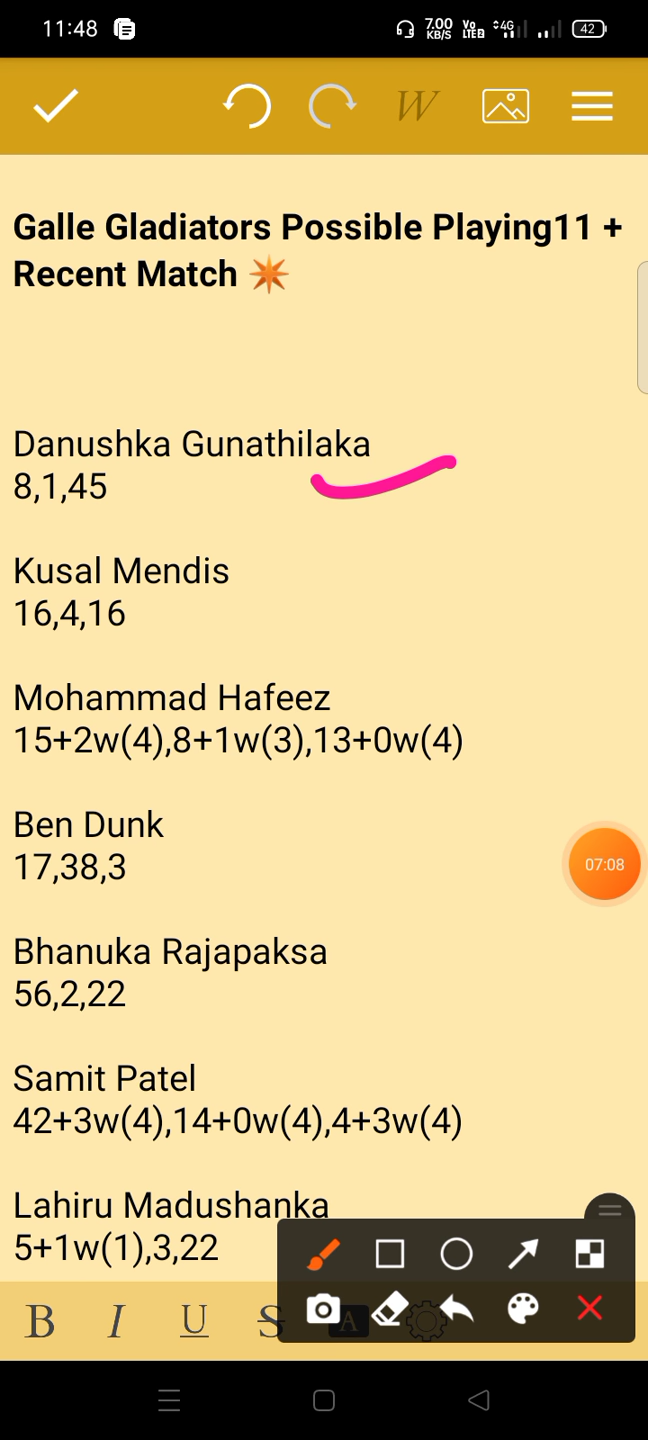 11:48
7.00 KB/S
Vo LTE2
4G
42
W
Galle Gladiators Possible Playing11 +
Recent Match
Danushka Gunathilaka
8,1,45
Kusal Mendis
16,4,16
Mohammad Hafeez
15+2w(4),8+1w(3),13+0w(4)
Ben Dunk
17,38,3
07:08
Bhanuka Rajapaksa
56,2,22
Samit Patel
42+3w(4),14+0w(4),4+3w(4)
Lahiru Madushanka
5+1w(1),3,22
B I U S A